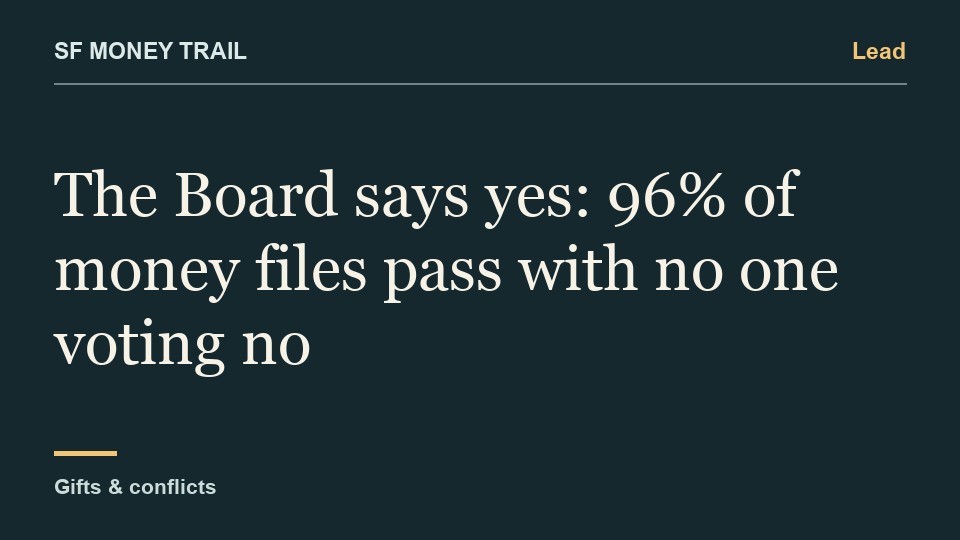 SF MONEY TRAIL
Lead
The Board says yes: 96% of
money files pass with no one
voting no
Gifts & conflicts